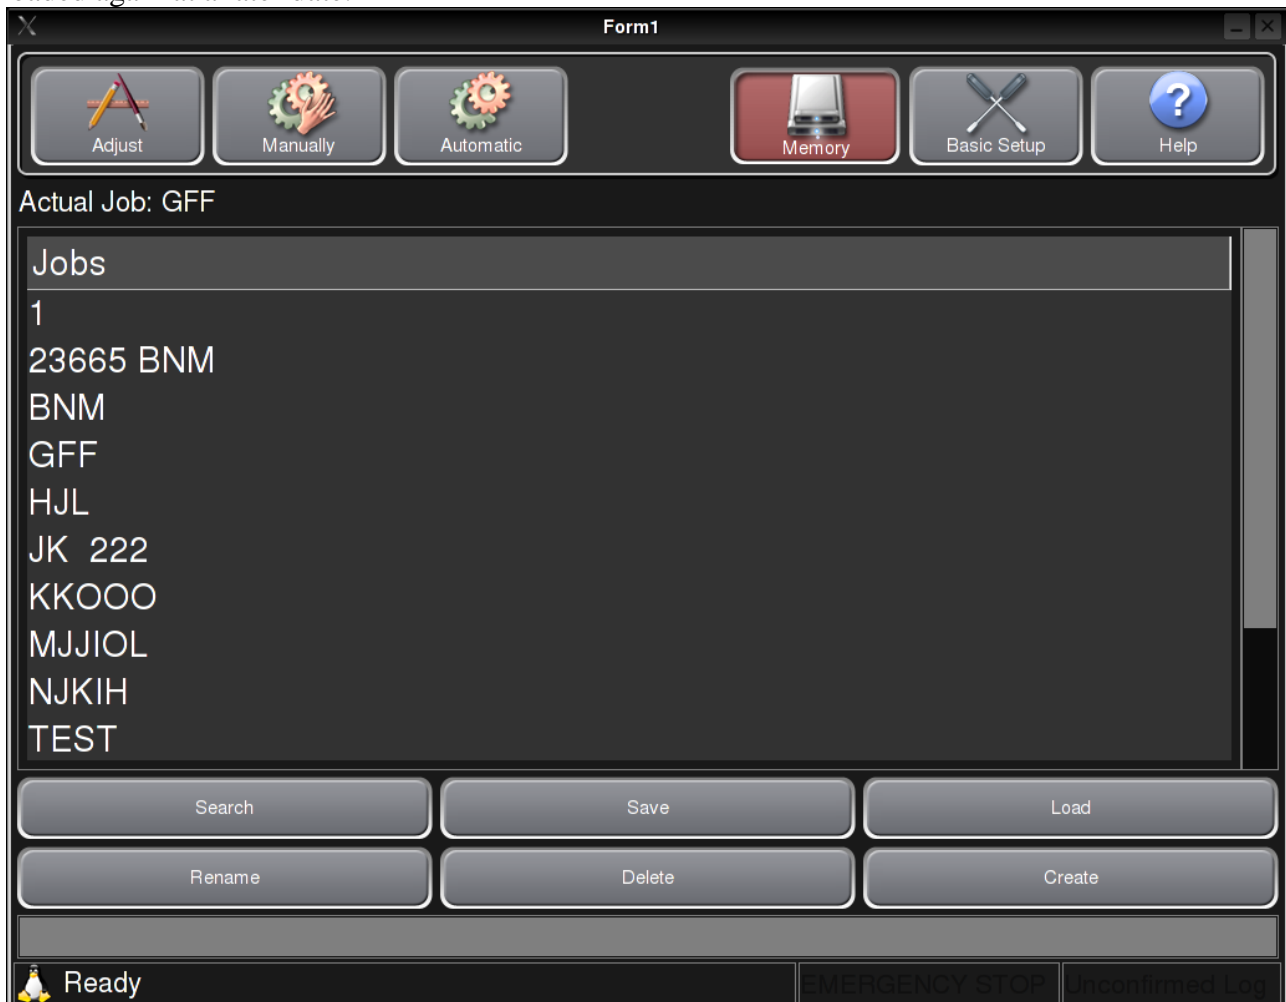 Form1
Adjust Manually Automatic Memory Basic Setup Help
Actual Job: GFF
Jobs
1
23665 BNM
BNM
GFF
HJL
JK  222
KKOOO
MJJIOL
NJKIH
TEST
Search Save Load
Rename Delete Create
Ready EMERGENCY STOP Unconfirmed Log